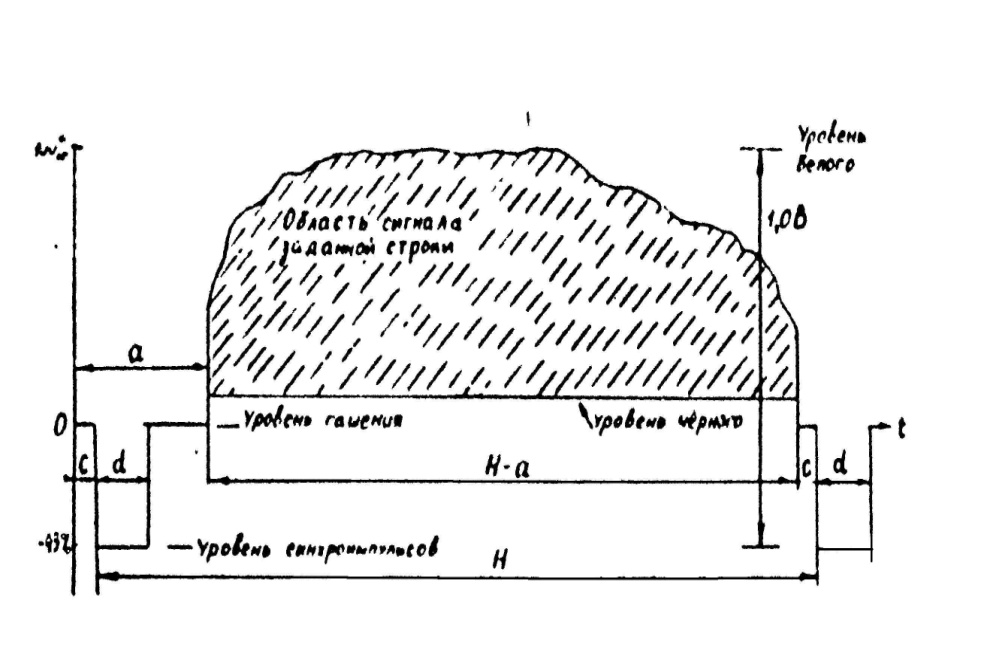 Уровень
белого
1,0В
Область сигнала
заданной строки
a
0
Уровень гашения
Уровень чёрного
t
c
d
H-a
c
d
-43%
Уровень синхроимпульсов
H